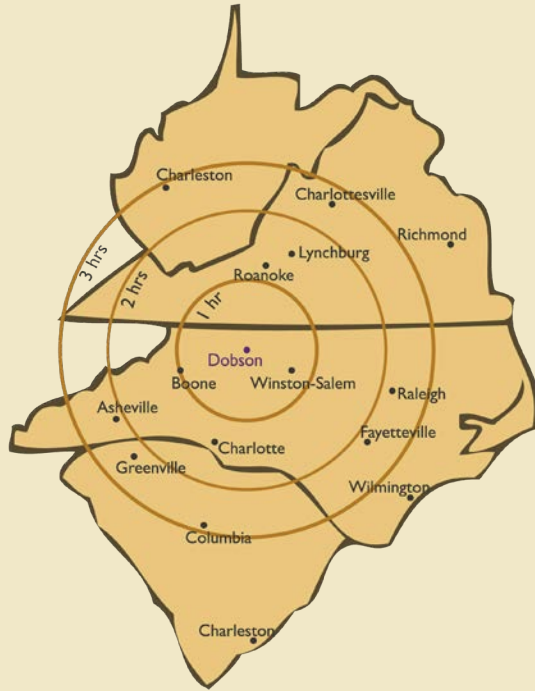 Charleston
Charlottesville
Richmond
Lynchburg
Roanoke
3 hrs
2 hrs
1 hr
Dobson
Boone
Winston-Salem
Raleigh
Asheville
Fayetteville
Charlotte
Greenville
Wilmington
Columbia
Charleston